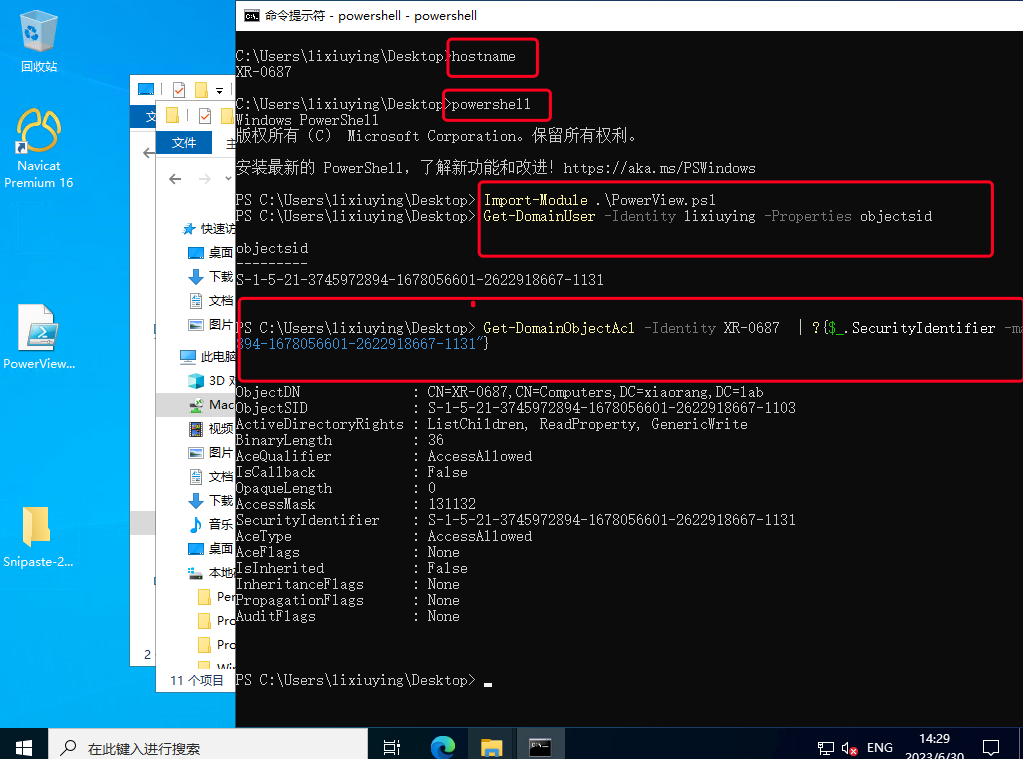 命令提示符 - powershell - powershell
C:\Users\lixiuying\Desktop>hostname
XR-0687
C:\Users\lixiuying\Desktop>powershell
Windows PowerShell
版权所有 (C) Microsoft Corporation。保留所有权利。
安装最新的 PowerShell，了解新功能和改进！https://aka.ms/PSWindows
PS C:\Users\lixiuying\Desktop> Import-Module .\PowerView.ps1
PS C:\Users\lixiuying\Desktop> Get-DomainUser -Identity lixiuying -Properties objectsid
objectsid
---------
S-1-5-21-3745972894-1678056601-2622918667-1131
PS C:\Users\lixiuying\Desktop> Get-DomainObjectAcl -Identity XR-0687 | ?{$_.SecurityIdentifier -ma
894-1678056601-2622918667-1131"}
ObjectDN : CN=XR-0687,CN=Computers,DC=xiaorang,DC=lab
ObjectSID : S-1-5-21-3745972894-1678056601-2622918667-1103
ActiveDirectoryRights : ListChildren, ReadProperty, GenericWrite
BinaryLength : 36
AceQualifier : AccessAllowed
IsCallback : False
OpaqueLength : 0
AccessMask : 131132
SecurityIdentifier : S-1-5-21-3745972894-1678056601-2622918667-1131
AceType : AccessAllowed
AceFlags : None
IsInherited : False
InheritanceFlags : None
PropagationFlags : None
AuditFlags : None
PS C:\Users\lixiuying\Desktop>
回收站
Navicat
Premium 16
PowerView...
Snipaste-2...
文件
主
快速访
桌面
下载
文档
图片
此电脑
3D 对
Mac
视频
图片
文档
下载
音乐
桌面
本地磁
Per
Pro
Pro
Wi
2
11 个项目
在此键入进行搜索
ENG
14:29
2023/6/30